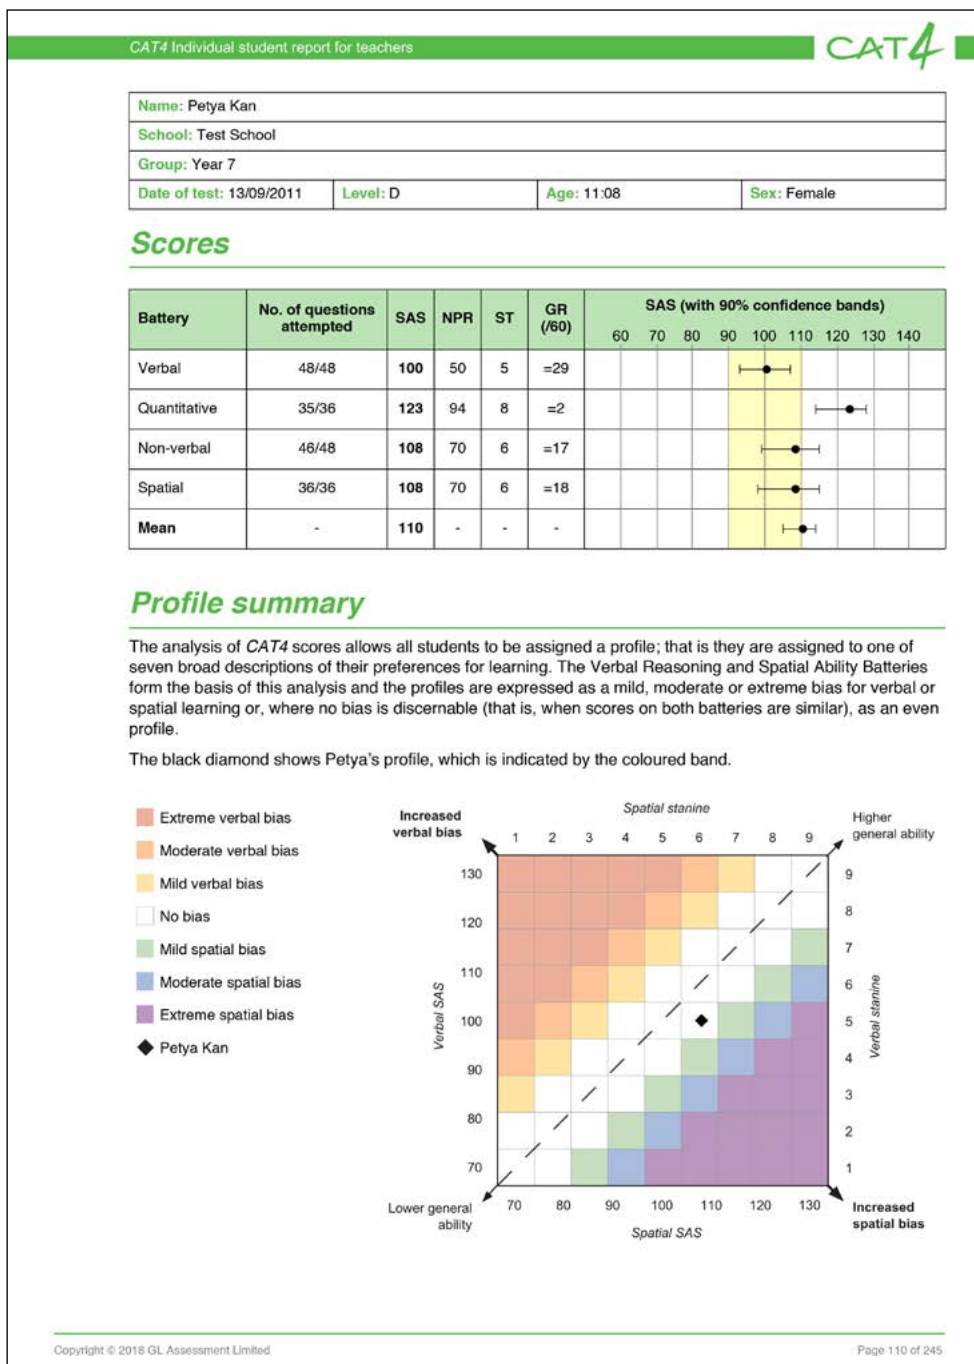 CAT4 Individual student report for teachers
CAT4
Name: Petya Kan
School: Test School
Group: Year 7
Date of test: 13/09/2011 Level: D Age: 11:08 Sex: Female
Scores
Battery No. of questions attempted SAS NPR ST GR (/60) SAS (with 90% confidence bands)
60 70 80 90 100 110 120 130 140
Verbal 48/48 100 50 5 =29
Quantitative 35/36 123 94 8 =2
Non-verbal 46/48 108 70 6 =17
Spatial 36/36 108 70 6 =18
Mean - 110 - - -
Profile summary
The analysis of CAT4 scores allows all students to be assigned a profile; that is they are assigned to one of
seven broad descriptions of their preferences for learning. The Verbal Reasoning and Spatial Ability Batteries
form the basis of this analysis and the profiles are expressed as a mild, moderate or extreme bias for verbal or
spatial learning or, where no bias is discernable (that is, when scores on both batteries are similar), as an even
profile.
The black diamond shows Petya's profile, which is indicated by the coloured band.
Extreme verbal bias
Moderate verbal bias
Mild verbal bias
No bias
Mild spatial bias
Moderate spatial bias
Extreme spatial bias
Petya Kan
Increased
verbal bias
Spatial stanine
Higher
general ability
1 2 3 4 5 6 7 8 9
130
120
110
100
90
80
70
Verbal SAS
9
8
7
6
5
4
3
2
1
Verbal stanine
Lower general
ability
70 80 90 100 110 120 130
Spatial SAS
Increased
spatial bias
Copyright © 2018 GL Assessment Limited
Page 110 of 245